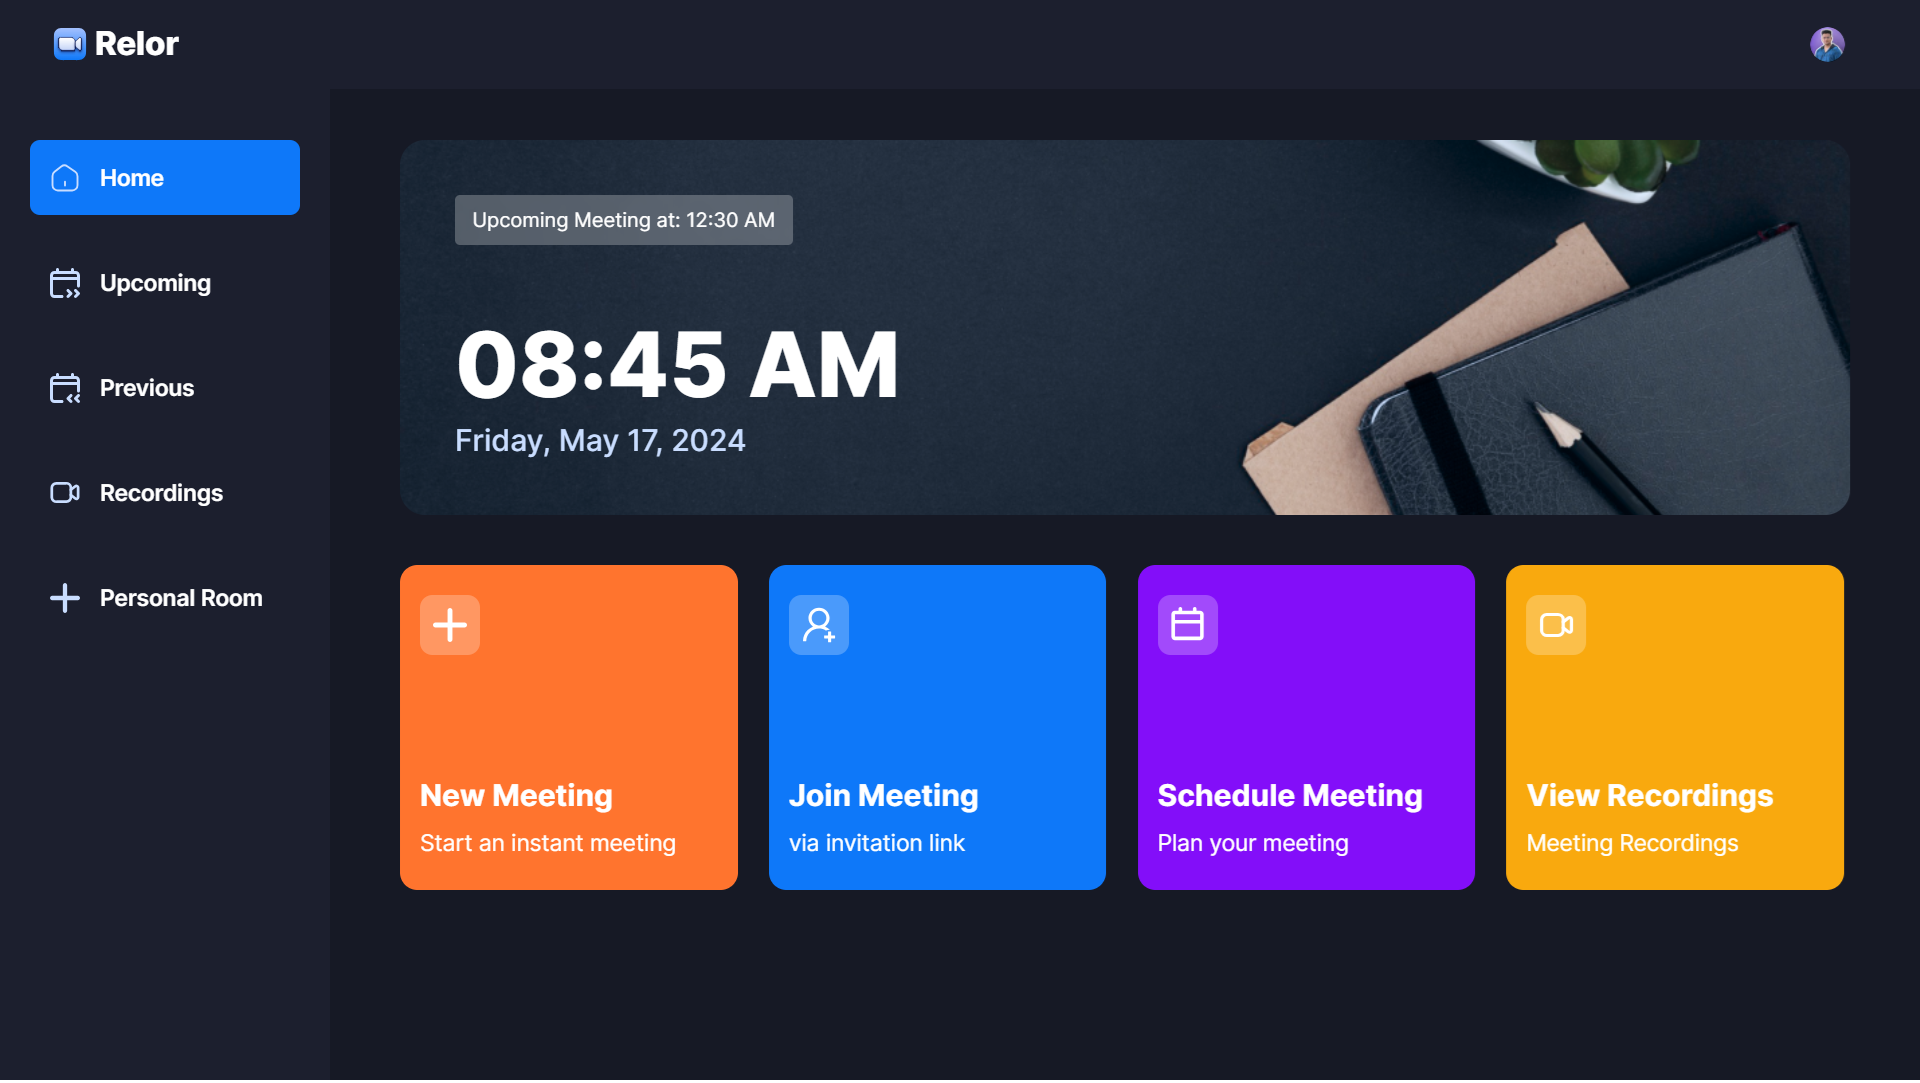 Relor
Home
Upcoming
Previous
Recordings
Personal Room
Upcoming Meeting at: 12:30 AM
08:45 AM
Friday, May 17, 2024
New Meeting
Start an instant meeting
Join Meeting
via invitation link
Schedule Meeting
Plan your meeting
View Recordings
Meeting Recordings